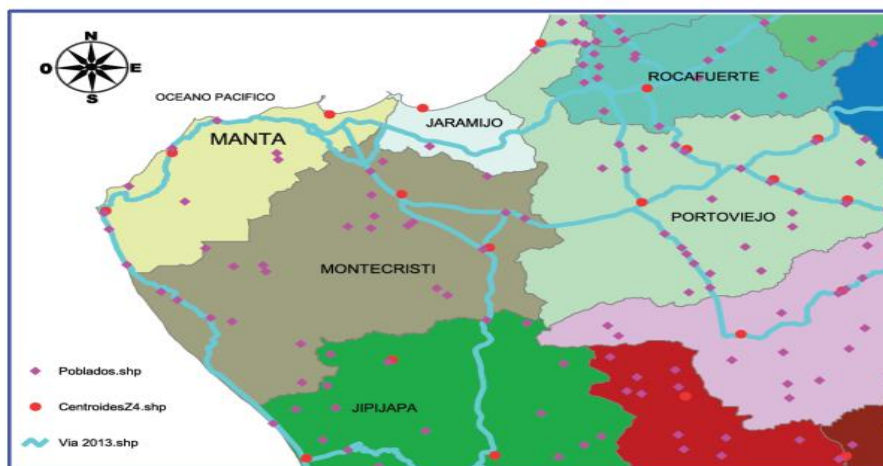 N
O E
S
OCEANO PACIFICO
MANTA
JARAMIJO
ROCAFUERTE
PORTOVIEJO
MONTECRISTI
JIPIJAPA
Poblados.shp
CentroidesZ4.shp
Via 2013.shp